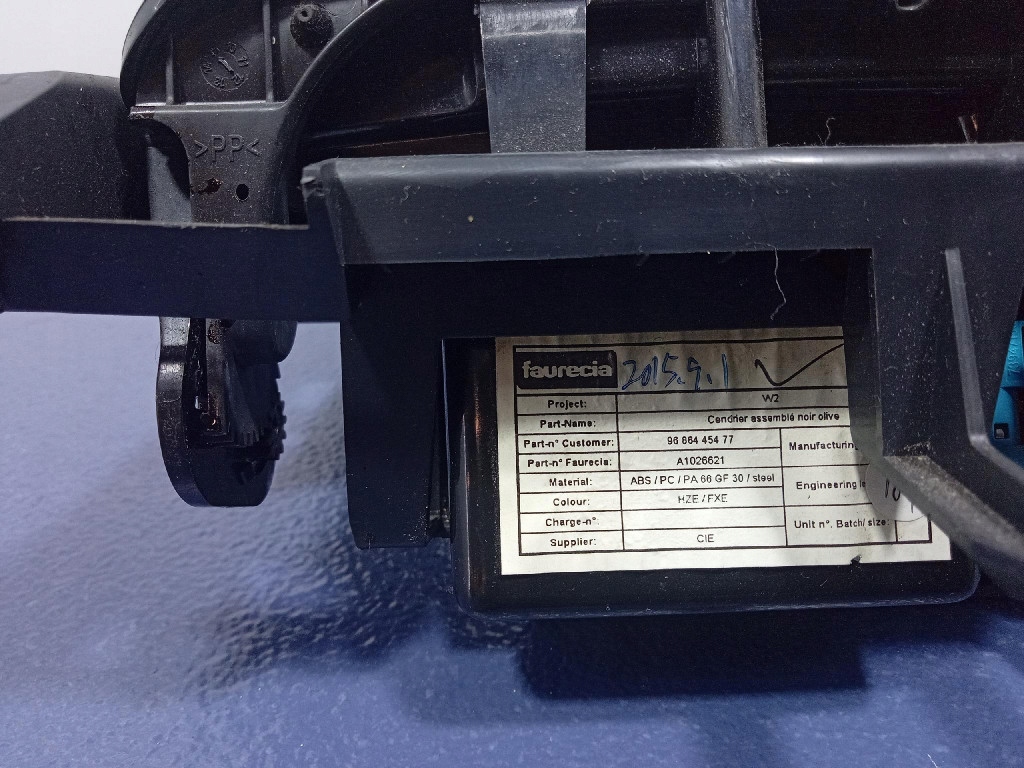 >PP<
faurecia 2015.9.1
Project: W2
Part-Name: Cendrier assemblé noir olive
Part-n° Customer: 96 664 454 77
Manufacturin
Part-n° Faurecia: A1026621
Material: ABS / PC / PA 66 GF 30 / steel
Engineering le
Colour: HZE / FXE
Charge-n°:
Unit n°. Batch/ size:
Supplier: CIE